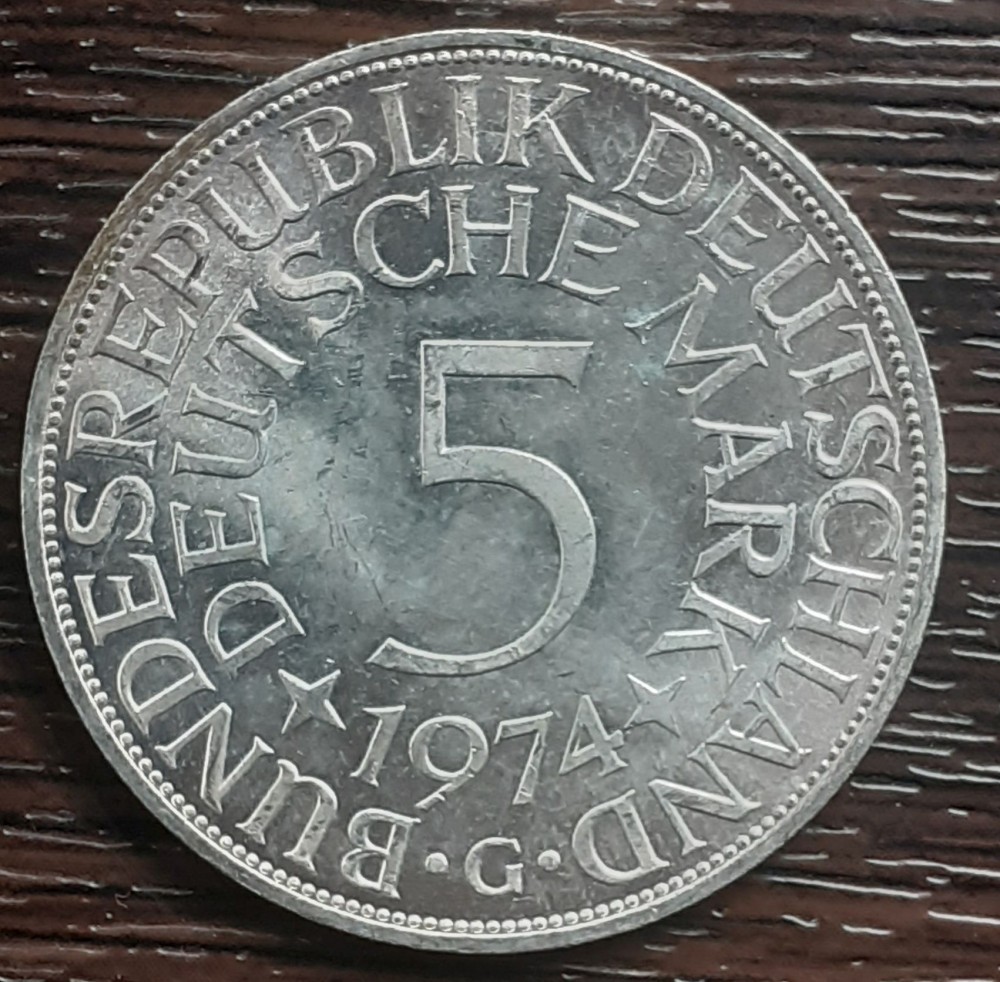 BUNDESREPUBLIK DEUTSCHLAND
DEUTSCHE MARK
5
1974
· G ·